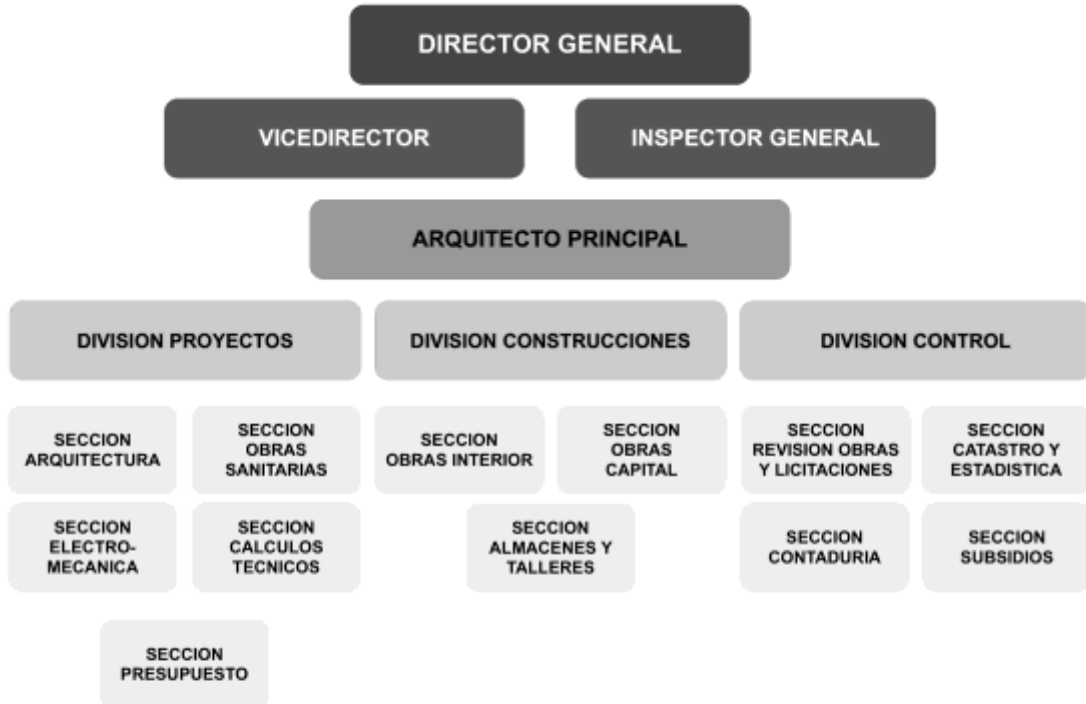 DIRECTOR GENERAL
VICEDIRECTOR
INSPECTOR GENERAL
ARQUITECTO PRINCIPAL
DIVISION PROYECTOS
DIVISION CONSTRUCCIONES
DIVISION CONTROL
SECCION
ARQUITECTURA
SECCION
OBRAS
SANITARIAS
SECCION
OBRAS INTERIOR
SECCION
OBRAS
CAPITAL
SECCION
REVISION OBRAS
Y LICITACIONES
SECCION
CATASTRO Y
ESTADISTICA
SECCION
ELECTRO-
MECANICA
SECCION
CALCULOS
TECNICOS
SECCION
ALMACENES Y
TALLERES
SECCION
CONTADURIA
SECCION
SUBSIDIOS
SECCION
PRESUPUESTO